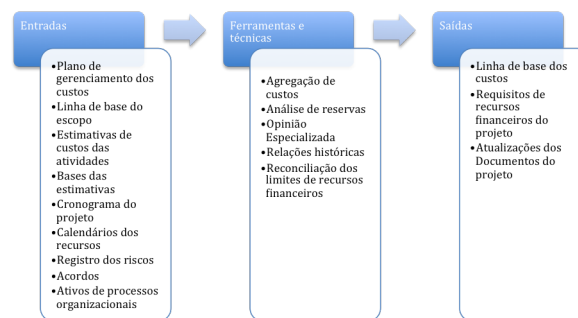 Entradas
•Plano de
gerenciamento dos
custos
•Linha de base do
escopo
•Estimativas de
custos das
atividades
•Bases das
estimativas
•Cronograma do
projeto
•Calendários dos
recursos
•Registro dos riscos
•Acordos
•Ativos de processos
organizacionais
Ferramentas e
técnicas
•Agregação de
custos
•Análise de reservas
•Opinião
Especializada
•Relações históricas
•Reconciliação dos
limites de recursos
financeiros
Saídas
•Linha de base dos
custos
•Requisitos de
recursos
financeiros do
projeto
•Atualizações dos
Documentos do
projeto